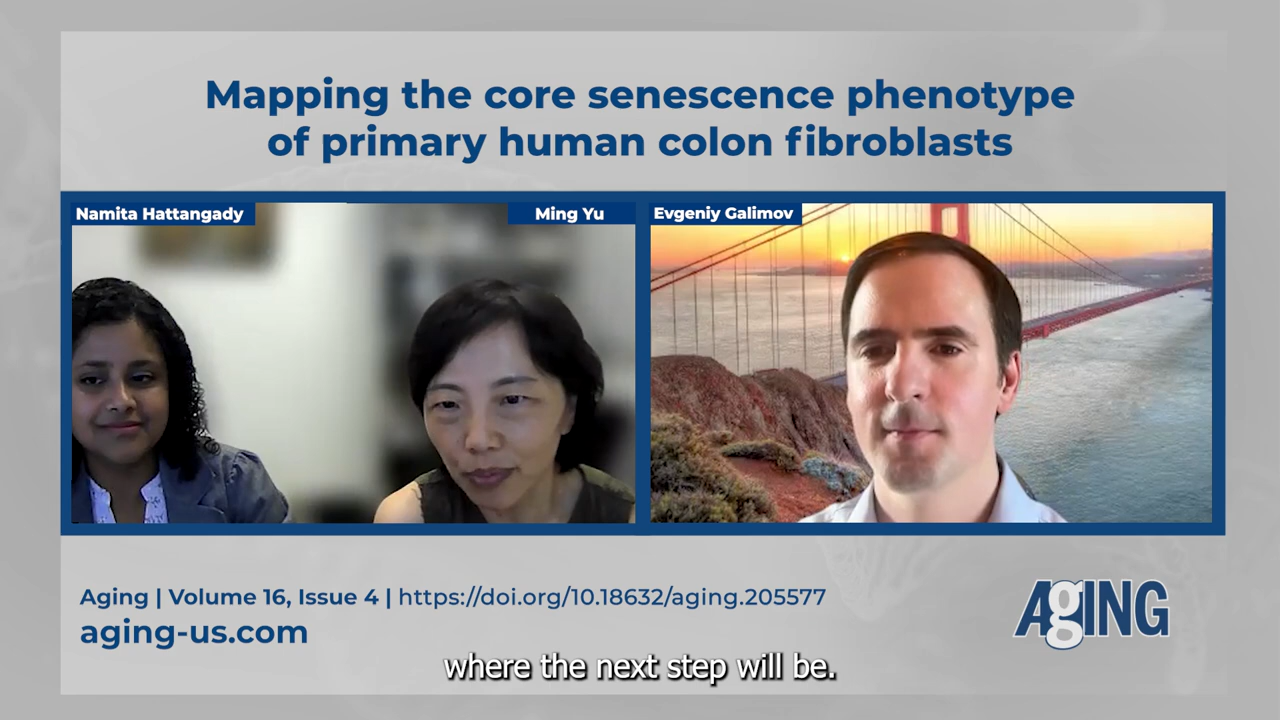 Mapping the core senescence phenotype
of primary human colon fibroblasts
Namita Hattangady
Ming Yu
Evgeniy Galimov
Aging | Volume 16, Issue 4 | https://doi.org/10.18632/aging.205577
aging-us.com
AgING
where the next step will be.